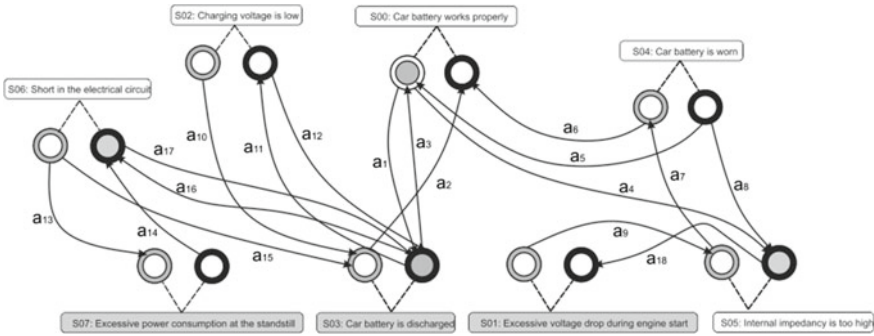 S02: Charging voltage is low
S00: Car battery works properly
S04: Car battery is worn
S06: Short in the electrical circuit
a10
a11
a12
a1
a3
a2
a6
a5
a4
a7
a8
a17
a16
a13
a14
a15
a9
a18
S07: Excessive power consumption at the standstill
S03: Car battery is discharged
S01: Excessive voltage drop during engine start
S05: Internal impedancy is too high